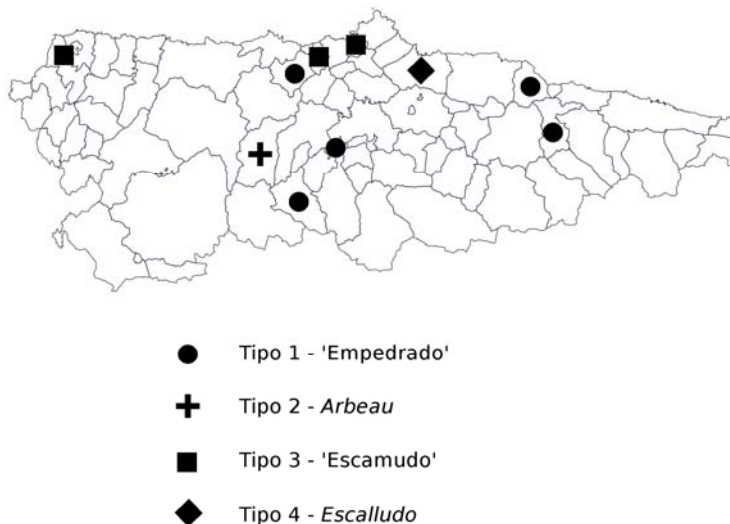 Tipo 1 - 'Empedrado'
Tipo 2 - Arbeau
Tipo 3 - 'Escamudo'
Tipo 4 - Escalludo